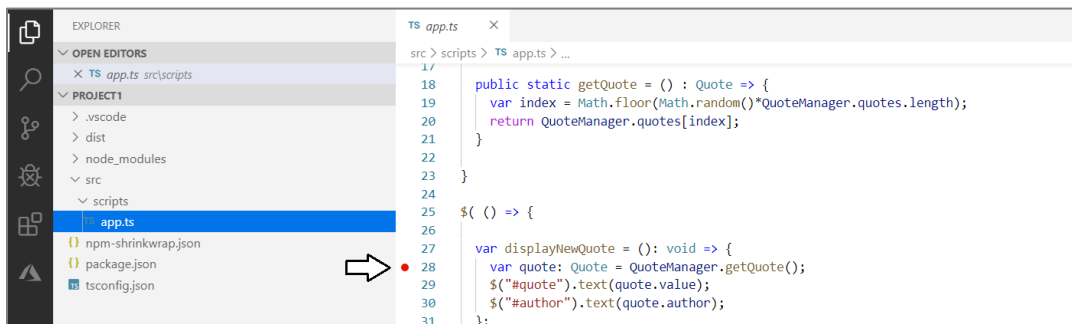 EXPLORER
OPEN EDITORS
TS app.ts src\scripts
PROJECT1
.vscode
dist
node_modules
src
scripts
TS app.ts
{} npm-shrinkwrap.json
{} package.json
TS tsconfig.json
TS app.ts
src > scripts > TS app.ts > ...
17
18 public static getQuote = () : Quote => {
19 var index = Math.floor(Math.random()*QuoteManager.quotes.length);
20 return QuoteManager.quotes[index];
21 }
22
23 }
24
25 $( () => {
26
27 var displayNewQuote = (): void => {
28 var quote: Quote = QuoteManager.getQuote();
29 $("#quote").text(quote.value);
30 $("#author").text(quote.author);
31 };